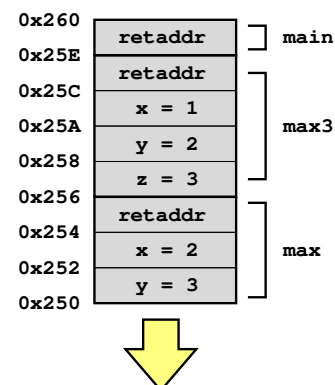 0x260
retaddr main
0x25E
retaddr
0x25C
x = 1 max3
0x25A
y = 2
0x258
z = 3
0x256
retaddr
0x254
x = 2 max
0x252
y = 3
0x250